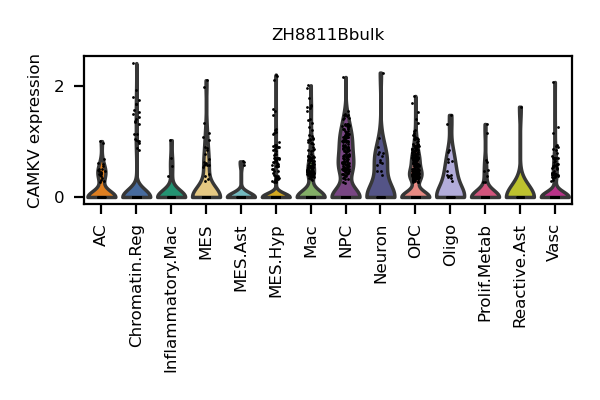 ZH8811Bbulk
CAMKV expression
2
0
AC
Chromatin.Reg
Inflammatory.Mac
MES
MES.Ast
MES.Hyp
Mac
NPC
Neuron
OPC
Oligo
Prolif.Metab
Reactive.Ast
Vasc